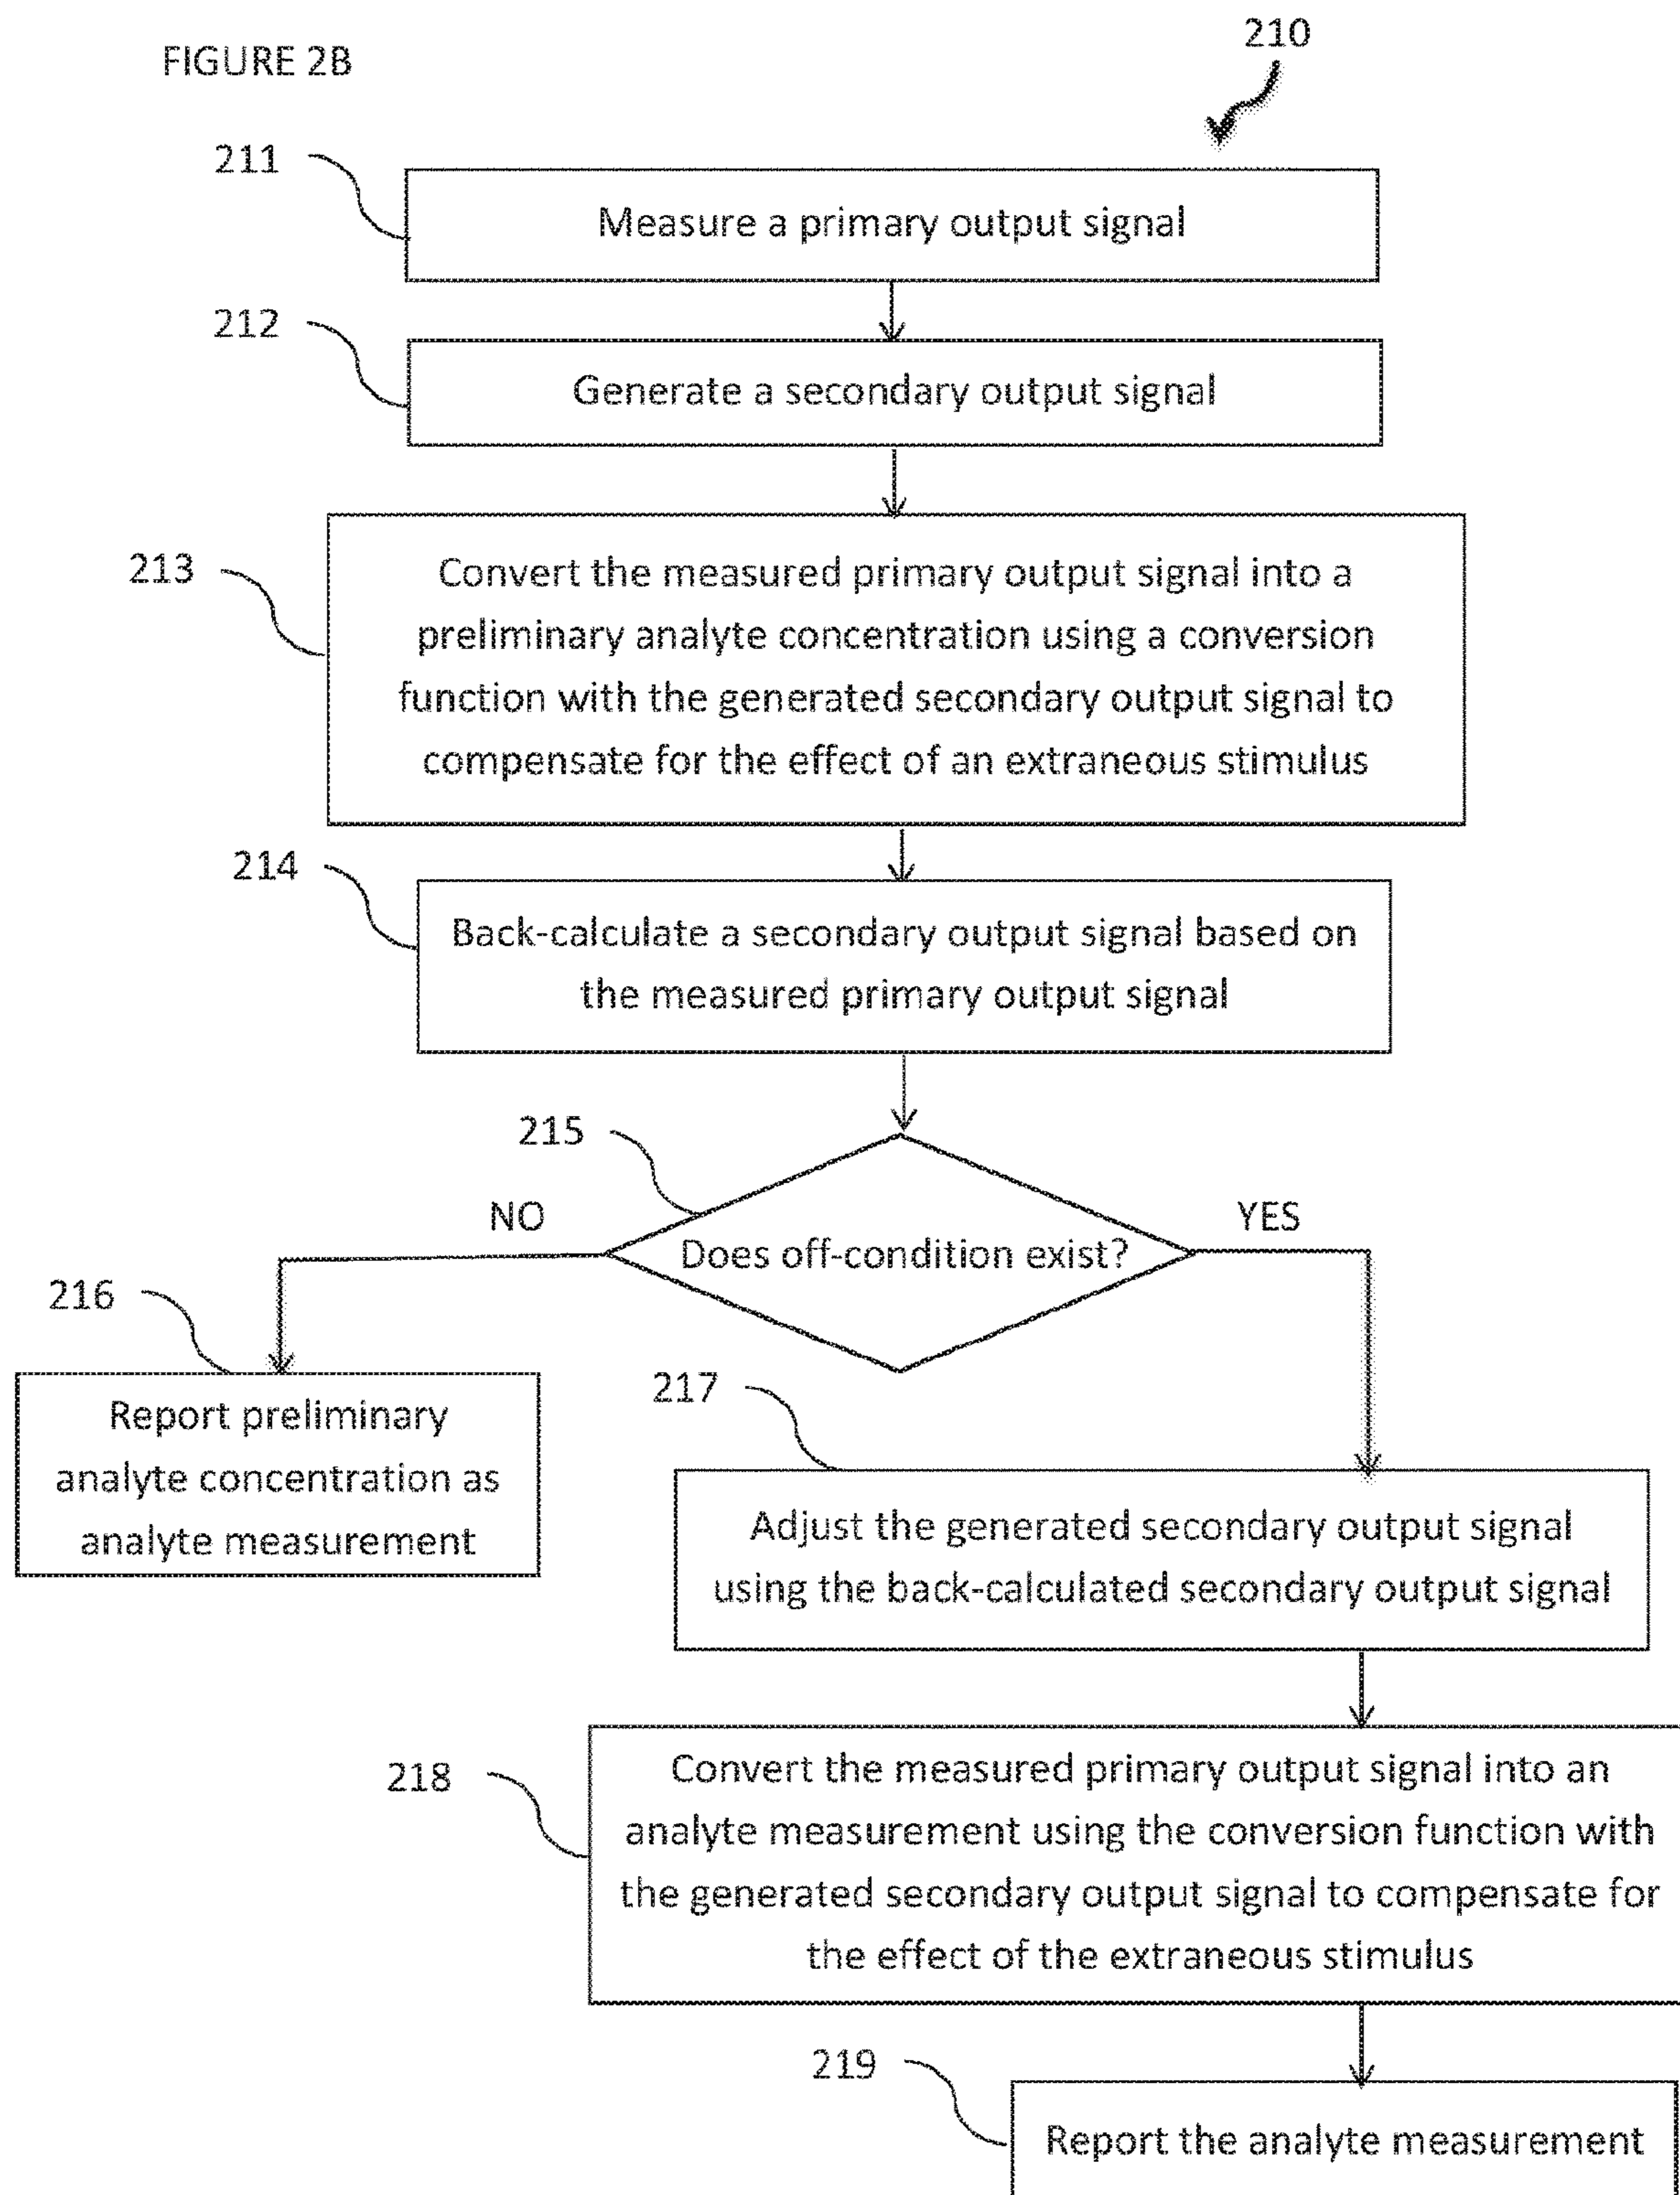 FIGURE 2B
210
211
Measure a primary output signal
212
Generate a secondary output signal
213
Convert the measured primary output signal into a
preliminary analyte concentration using a conversion
function with the generated secondary output signal to
compensate for the effect of an extraneous stimulus
214
Back-calculate a secondary output signal based on
the measured primary output signal
215
NO
YES
Does off-condition exist?
216
Report preliminary
analyte concentration as
analyte measurement
217
Adjust the generated secondary output signal
using the back-calculated secondary output signal
218
Convert the measured primary output signal into an
analyte measurement using the conversion function with
the generated secondary output signal to compensate for
the effect of the extraneous stimulus
219
Report the analyte measurement